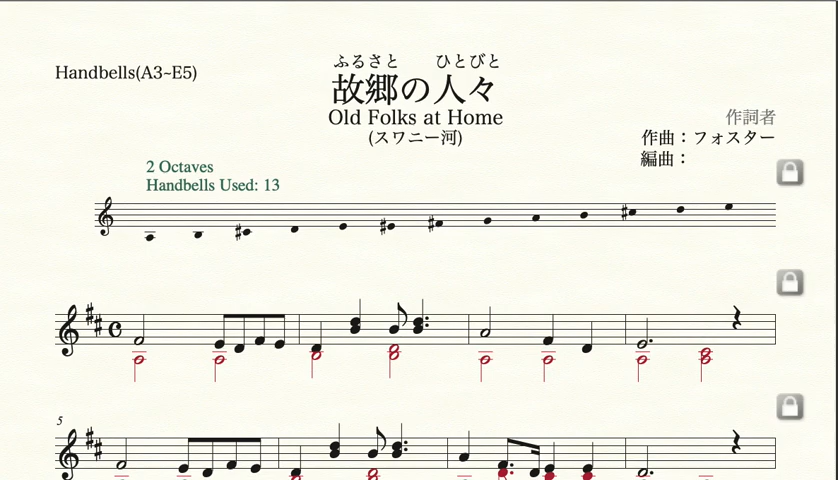 Handbells(A3~E5)
ふるさと ひとびと
故郷の人々
Old Folks at Home
(スワニー河)
作詞者
作曲：フォスター
編曲：
2 Octaves
Handbells Used: 13
5